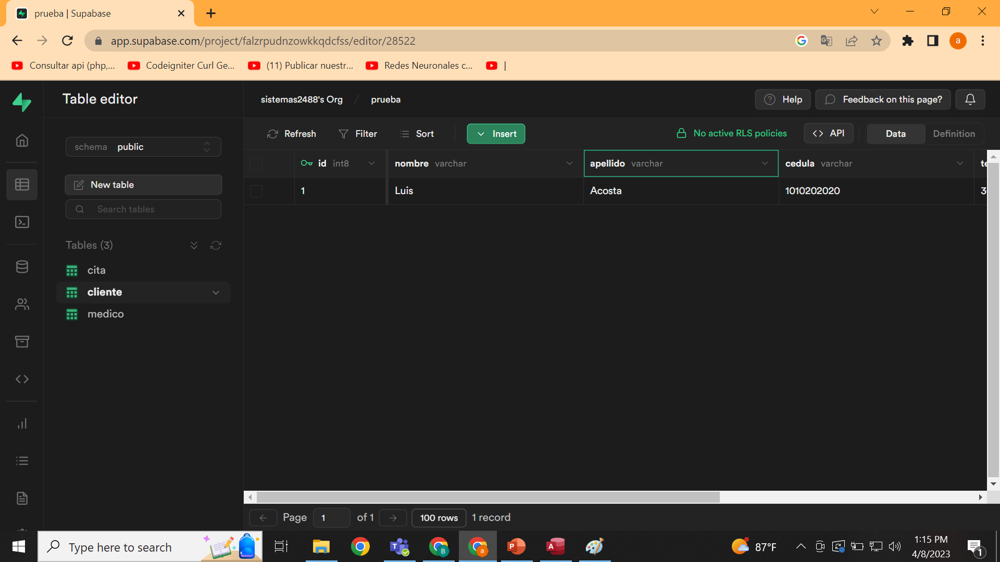 prueba | Supabase
app.supabase.com/project/falzrpudnzowkkqdcfss/editor/28522
a
Consultar api (php,...
Codeigniter Curl Ge...
(11) Publicar nuestr...
Redes Neuronales c...
|
Table editor
sistemas2488's Org / prueba
Help
Feedback on this page?
schema public
Refresh
Filter
Sort
Insert
No active RLS policies
API
Data
Definition
New table
Search tables
Tables (3)
cita
cliente
medico
id int8
nombre varchar
apellido varchar
cedula varchar
te
1
Luis
Acosta
1010202020
3
Page 1 of 1
100 rows
1 record
Type here to search
87°F
1:15 PM
4/8/2023
1